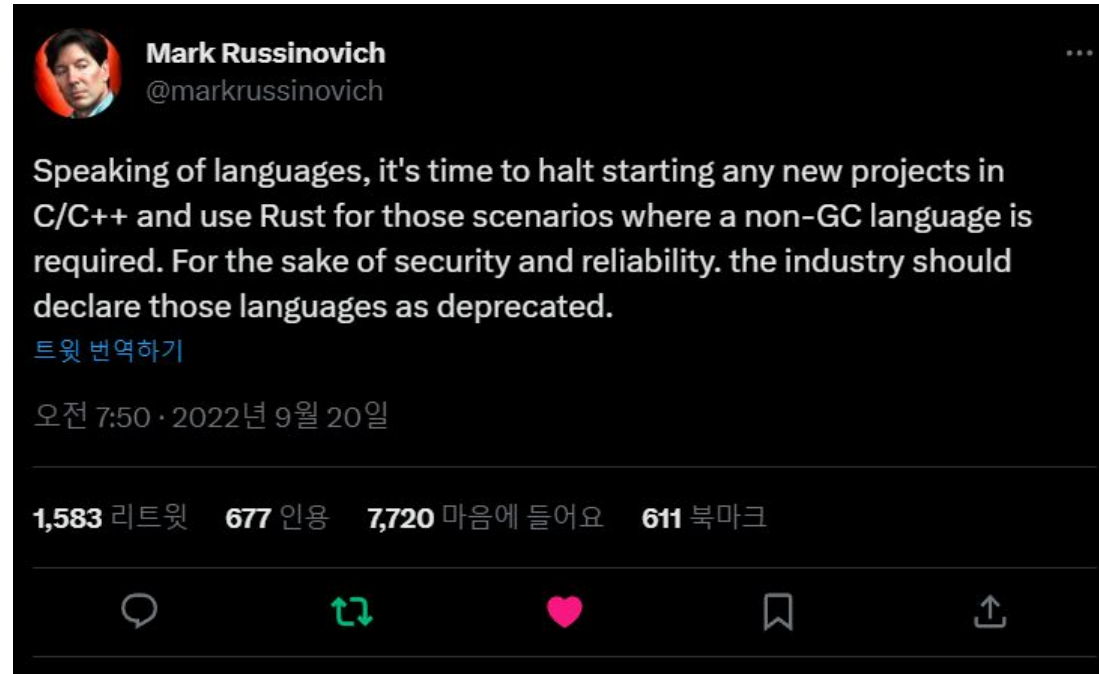 Mark Russinovich
@markrussinovich
Speaking of languages, it's time to halt starting any new projects in
C/C++ and use Rust for those scenarios where a non-GC language is
required. For the sake of security and reliability. the industry should
declare those languages as deprecated.
트윗 번역하기
오전 7:50 · 2022년 9월 20일
1,583 리트윗 677 인용 7,720 마음에 들어요 611 북마크